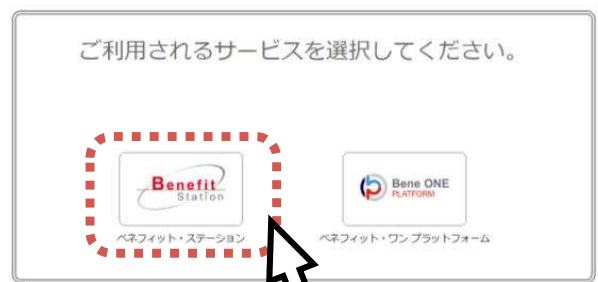 ご利用されるサービスを選択してください。
Benefit
Station
Bene ONE
PLATFORM
ベネフィット・ステーション
ベネフィット・ワン プラットフォーム